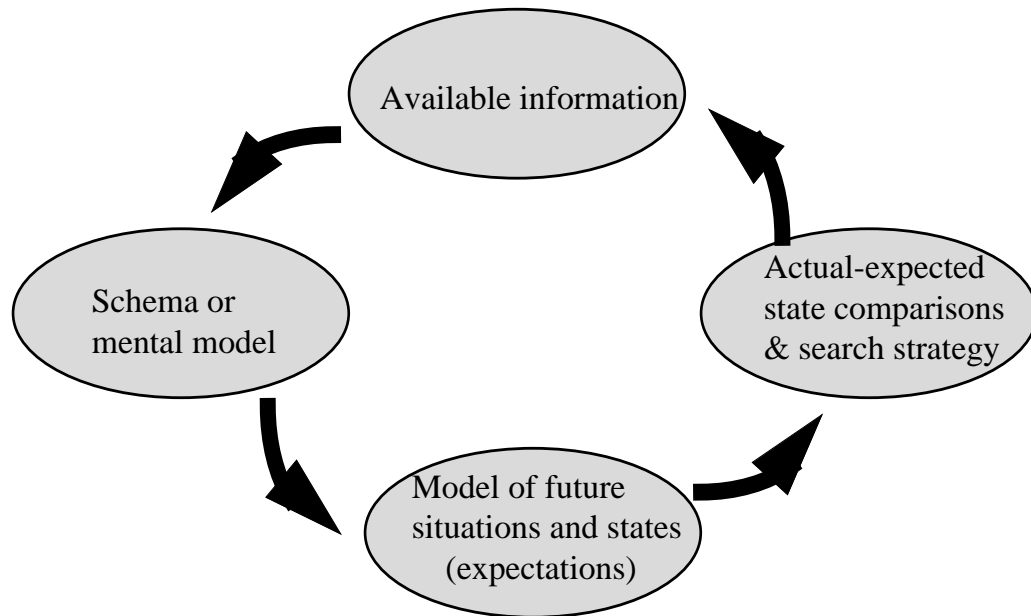 Available information
Schema or
mental model
Actual-expected
state comparisons
& search strategy
Model of future
situations and states
(expectations)